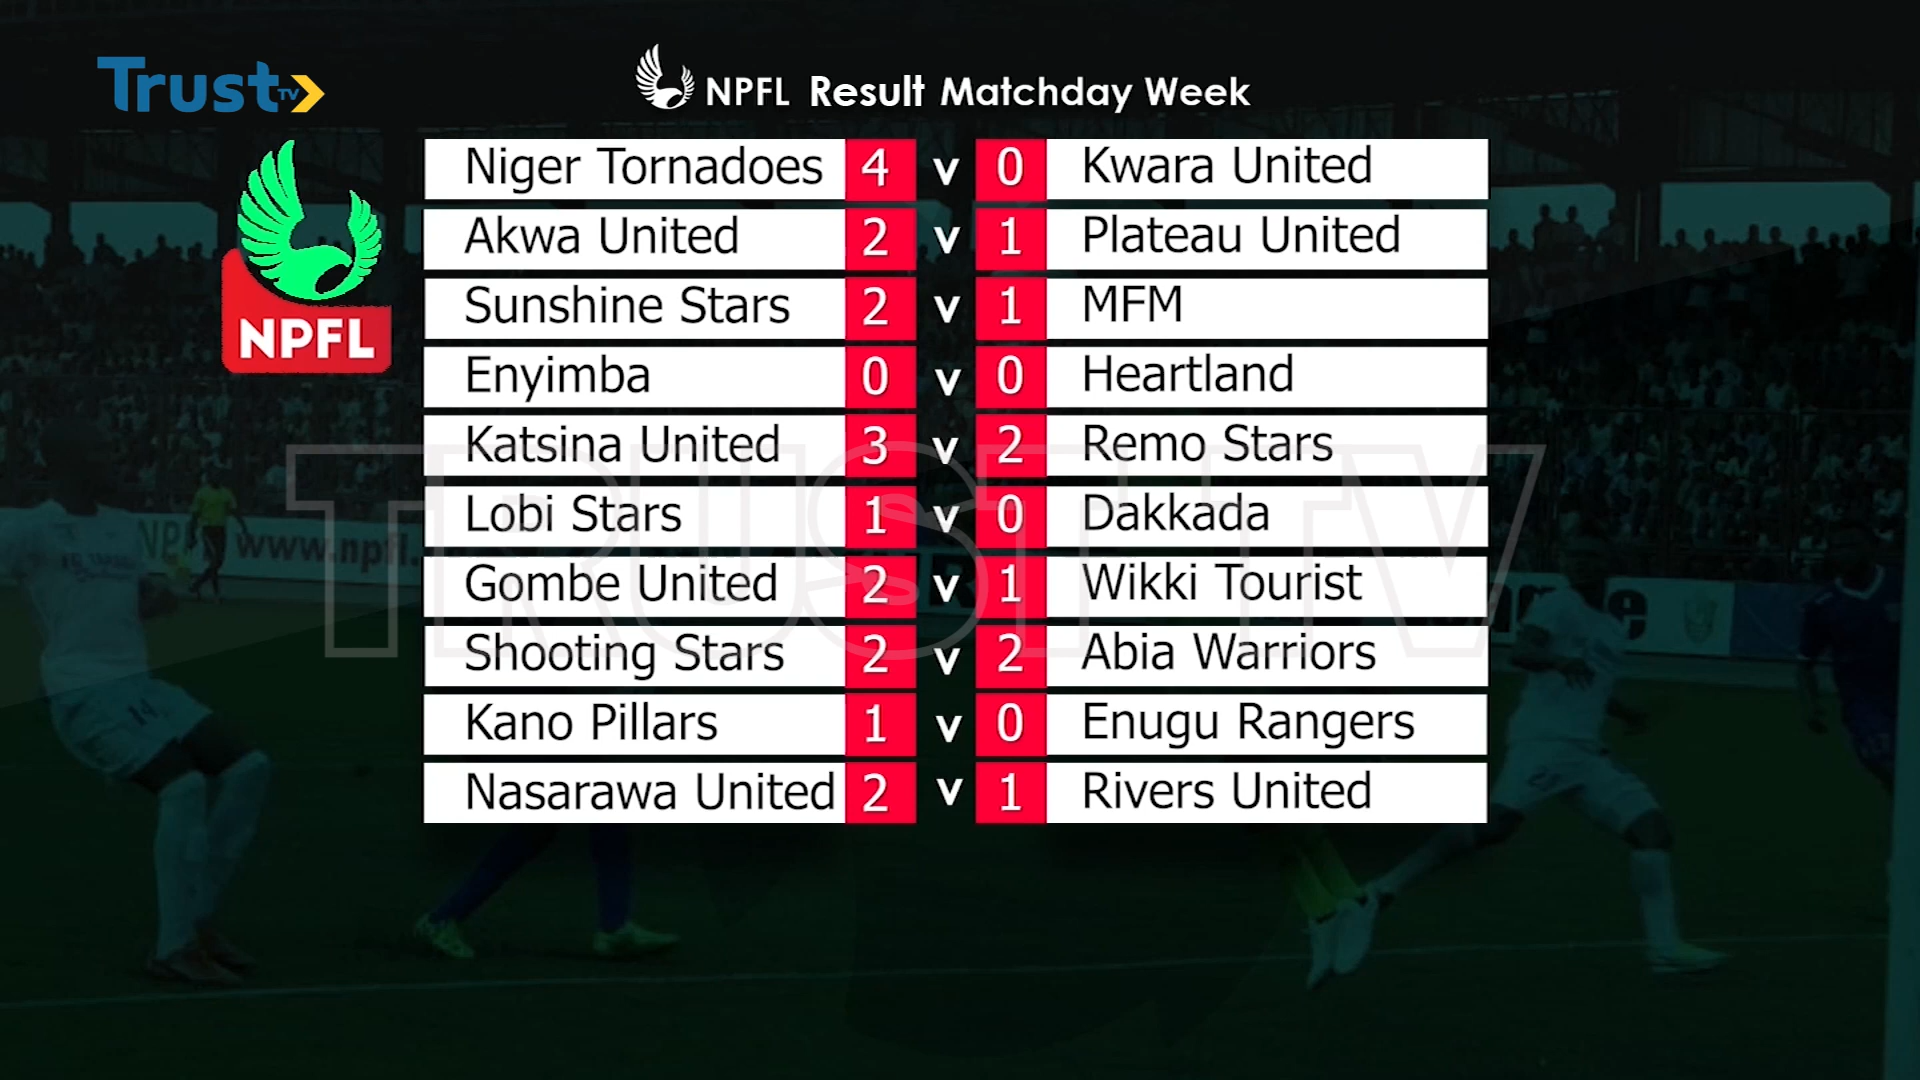 Trust TV
NPFL Result Matchday Week
NPFL
Niger Tornadoes 4 v 0 Kwara United
Akwa United 2 v 1 Plateau United
Sunshine Stars 2 v 1 MFM
Enyimba 0 v 0 Heartland
Katsina United 3 v 2 Remo Stars
Lobi Stars 1 v 0 Dakkada
Gombe United 2 v 1 Wikki Tourist
Shooting Stars 2 v 2 Abia Warriors
Kano Pillars 1 v 0 Enugu Rangers
Nasarawa United 2 v 1 Rivers United
TRUST TV
www.npfl.
14